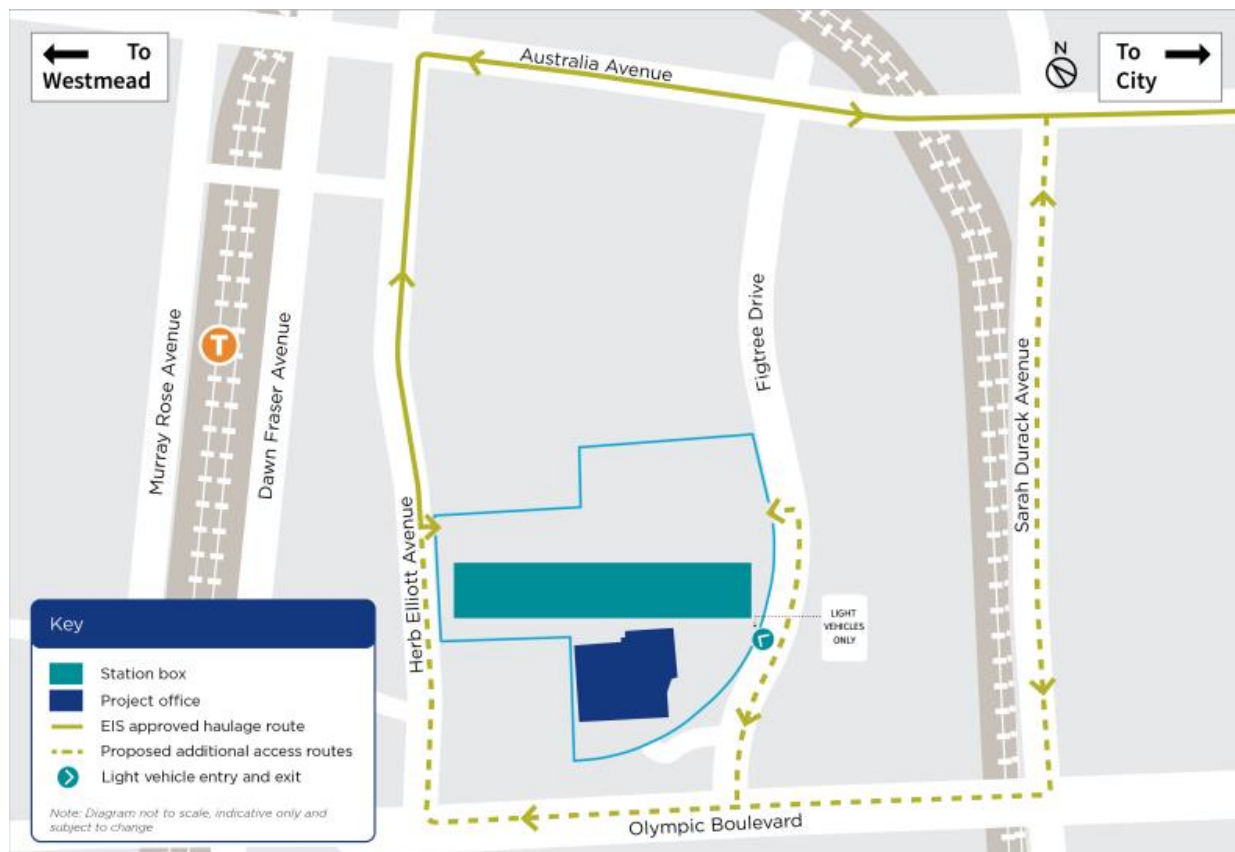 To
Westmead
Australia Avenue
N
To
City
Murray Rose Avenue
T
Dawn Fraser Avenue
Herb Elliott Avenue
Figtree Drive
Sarah Durack Avenue
LIGHT
VEHICLES
ONLY
Olympic Boulevard
Key
Station box
Project office
EIS approved haulage route
Proposed additional access routes
Light vehicle entry and exit
Note: Diagram not to scale, indicative only and
subject to change